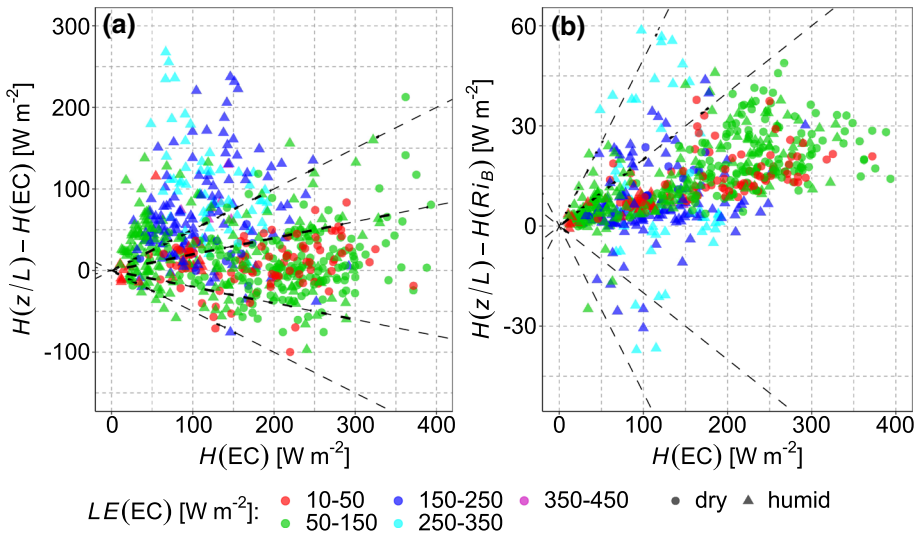 (a)
300
200
100
0
-100
H(z/L) − H(EC) [W m⁻²]
0 100 200 300 400
H(EC) [W m⁻²]
(b)
60
30
0
-30
H(z/L) − H(Ri_B) [W m⁻²]
0 100 200 300 400
H(EC) [W m⁻²]
LE(EC) [W m⁻²]:
10-50 150-250 350-450 dry humid
50-150 250-350